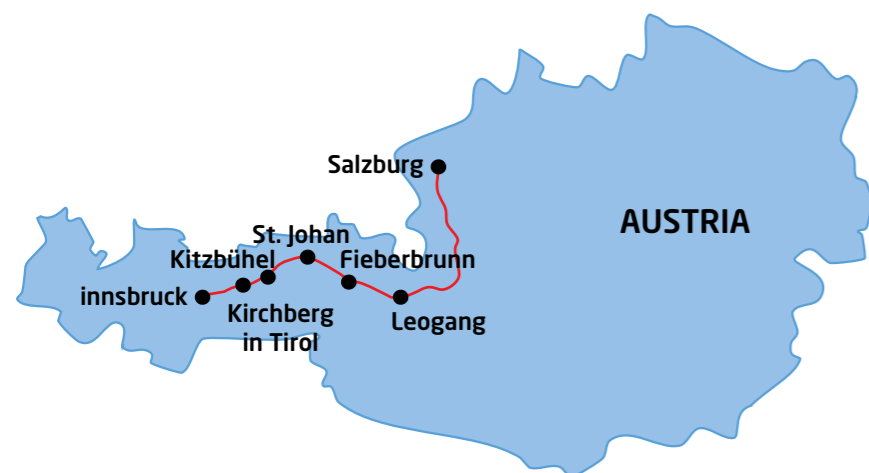 Salzburg
AUSTRIA
St. Johan
Kitzbühel
Fieberbrunn
innsbruck
Kirchberg
in Tirol
Leogang